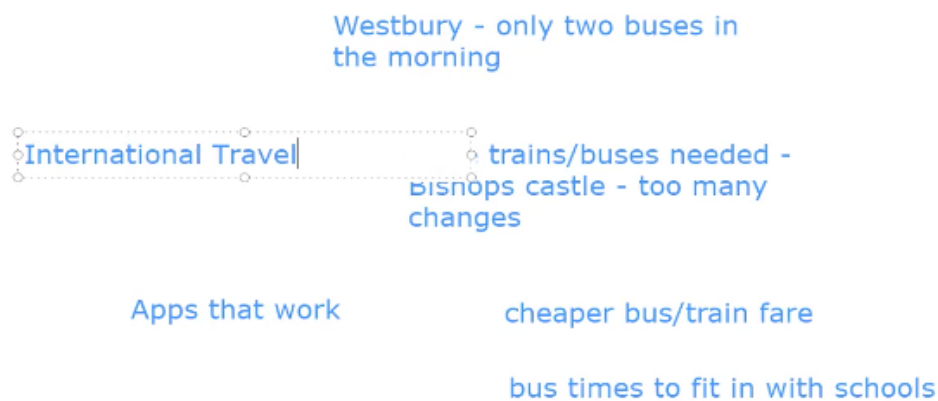 Westbury - only two buses in
the morning
International Travel
trains/buses needed -
Bishops castle - too many
changes
Apps that work
cheaper bus/train fare
bus times to fit in with schools